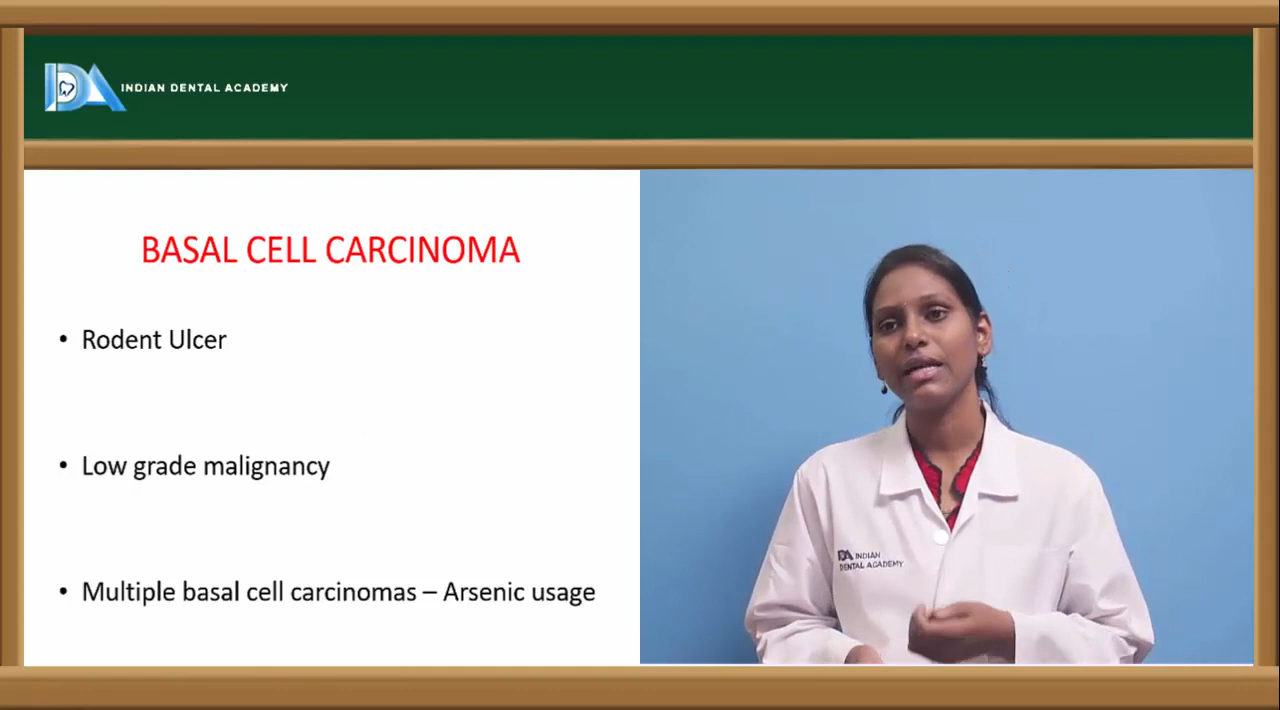 INDIAN DENTAL ACADEMY
BASAL CELL CARCINOMA
• Rodent Ulcer
• Low grade malignancy
• Multiple basal cell carcinomas – Arsenic usage
INDIAN
DENTAL ACADEMY